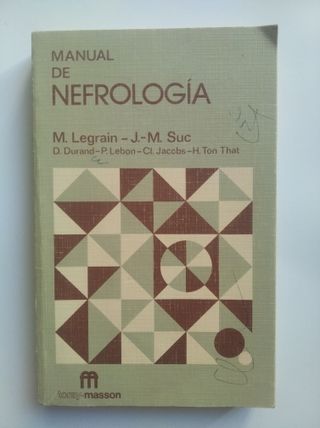 MANUAL
DE
NEFROLOGÍA
M. Legrain - J.-M. Suc
D. Durand - P. Lebon - Cl. Jacobs - H. Ton That
toray-masson